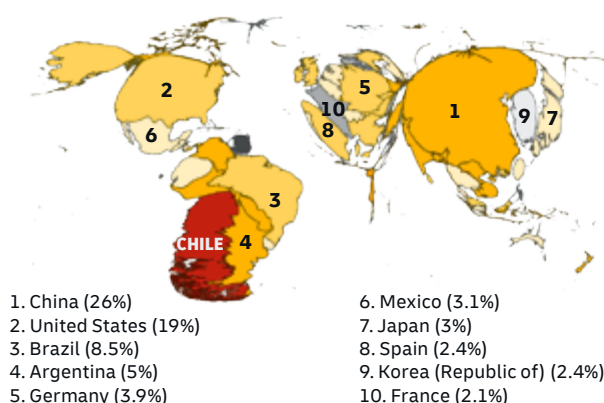 2
5
1
10
9
7
6
8
3
CHILE
4
1. China (26%)
2. United States (19%)
3. Brazil (8.5%)
4. Argentina (5%)
5. Germany (3.9%)
6. Mexico (3.1%)
7. Japan (3%)
8. Spain (2.4%)
9. Korea (Republic of) (2.4%)
10. France (2.1%)